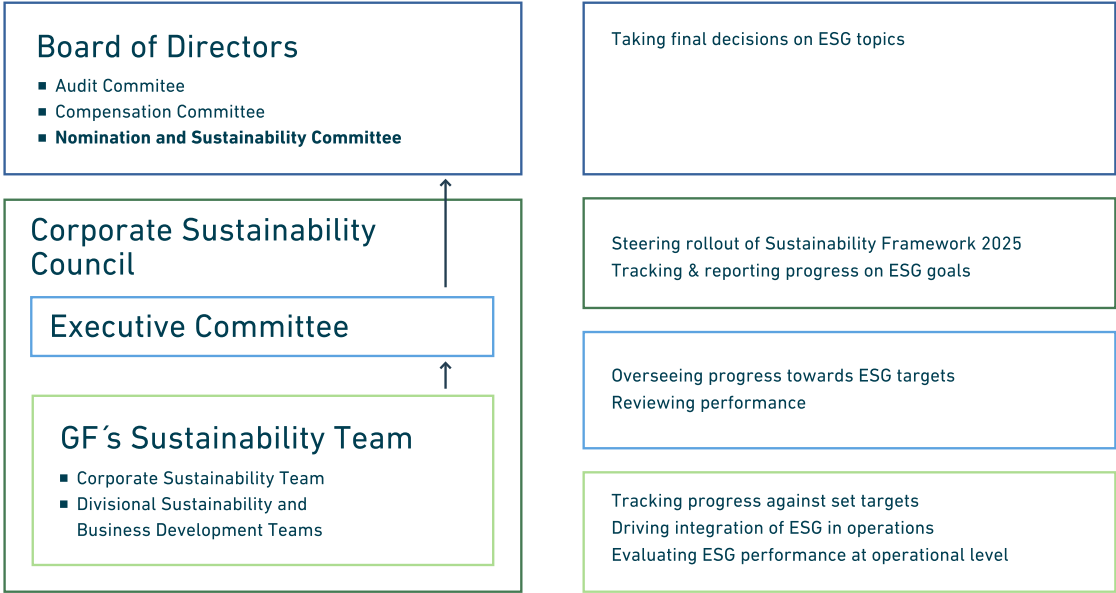 Board of Directors
■ Audit Commitee
■ Compensation Committee
■ Nomination and Sustainability Committee
Taking final decisions on ESG topics
Corporate Sustainability
Council
Steering rollout of Sustainability Framework 2025
Tracking & reporting progress on ESG goals
Executive Committee
Overseeing progress towards ESG targets
Reviewing performance
GF´s Sustainability Team
■ Corporate Sustainability Team
■ Divisional Sustainability and
Business Development Teams
Tracking progress against set targets
Driving integration of ESG in operations
Evaluating ESG performance at operational level